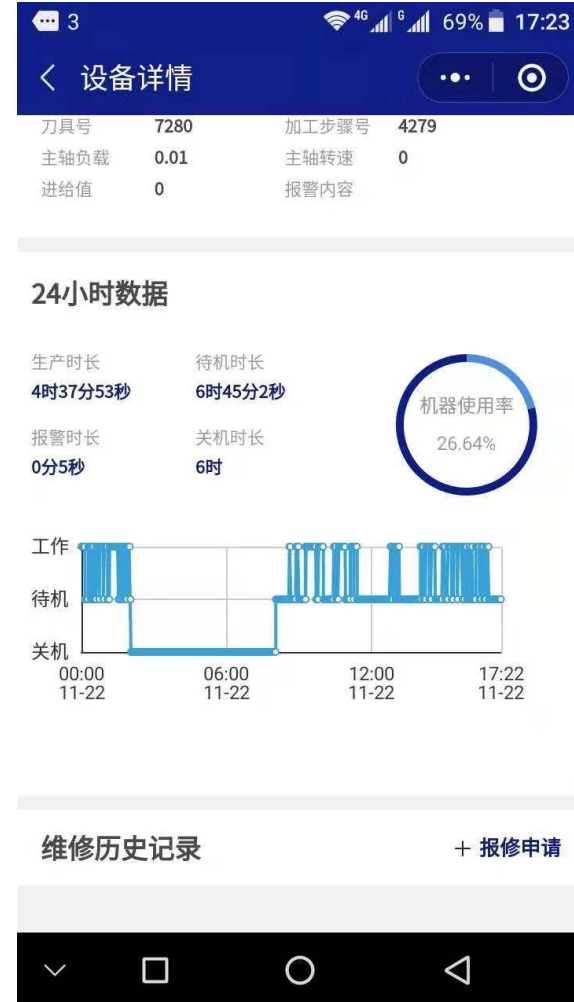 3 4G G 69% 17:23
设备详情
刀具号 7280 加工步骤号 4279
主轴负载 0.01 主轴转速 0
进给值 0 报警内容
24小时数据
生产时长 待机时长
4时37分53秒 6时45分2秒
机器使用率
26.64%
报警时长 关机时长
0分5秒 6时
工作
待机
关机
00:00 06:00 12:00 17:22
11-22 11-22 11-22 11-22
维修历史记录 + 报修申请